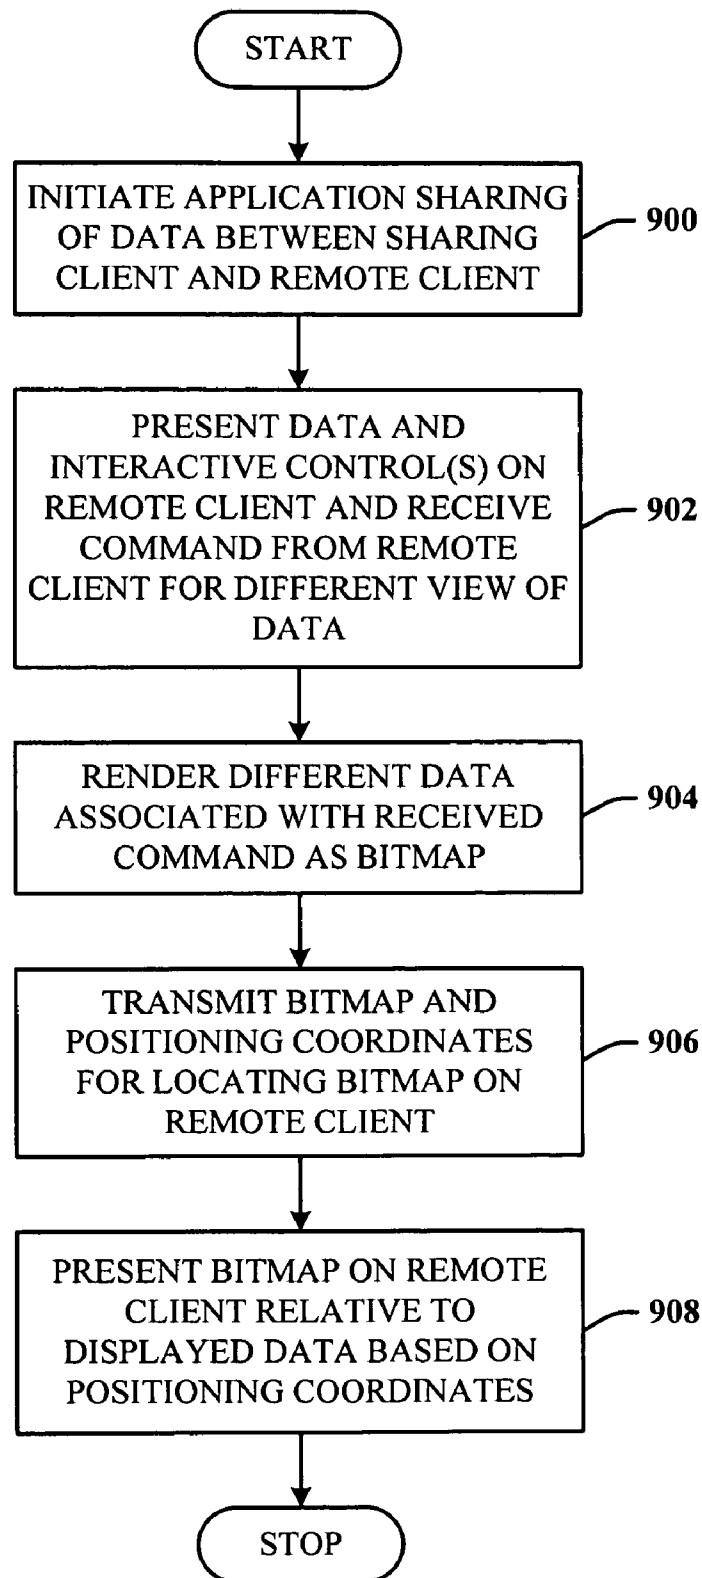 START
INITIATE APPLICATION SHARING
OF DATA BETWEEN SHARING
CLIENT AND REMOTE CLIENT
900
PRESENT DATA AND
INTERACTIVE CONTROL(S) ON
REMOTE CLIENT AND RECEIVE
COMMAND FROM REMOTE
CLIENT FOR DIFFERENT VIEW OF
DATA
902
RENDER DIFFERENT DATA
ASSOCIATED WITH RECEIVED
COMMAND AS BITMAP
904
TRANSMIT BITMAP AND
POSITIONING COORDINATES
FOR LOCATING BITMAP ON
REMOTE CLIENT
906
PRESENT BITMAP ON REMOTE
CLIENT RELATIVE TO
DISPLAYED DATA BASED ON
POSITIONING COORDINATES
908
STOP